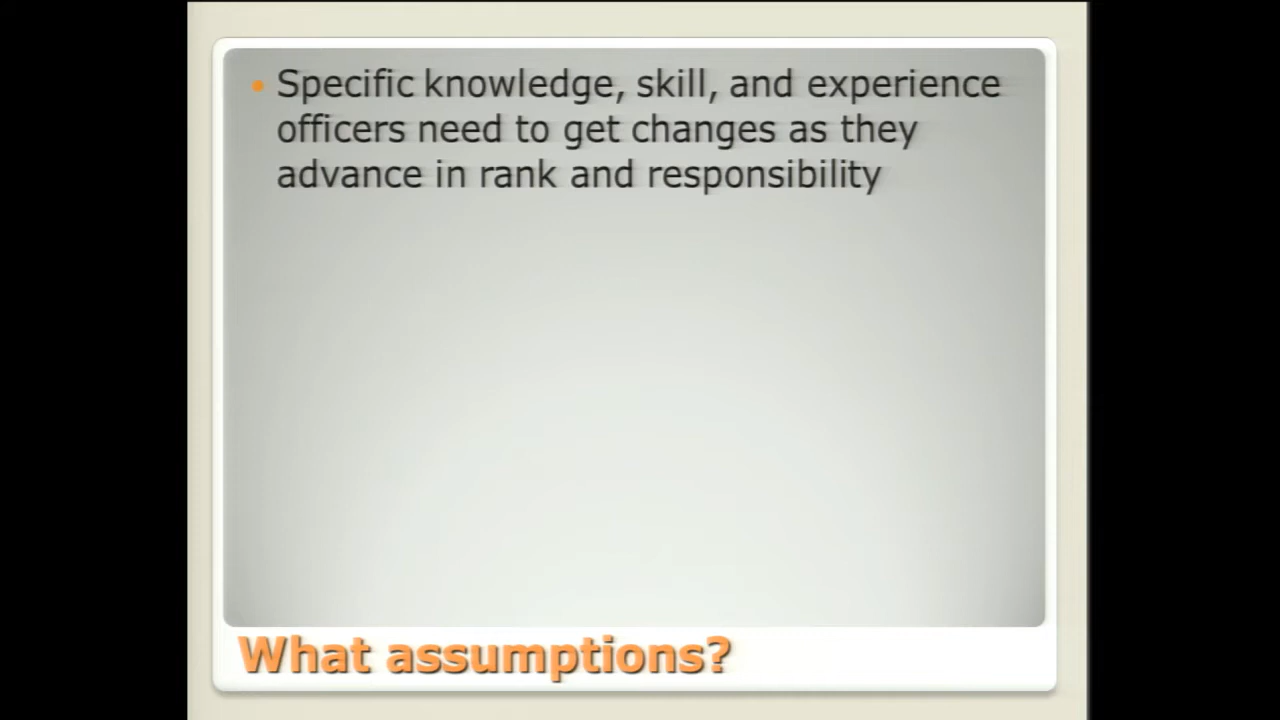 Specific knowledge, skill, and experience
officers need to get changes as they
advance in rank and responsibility
What assumptions?